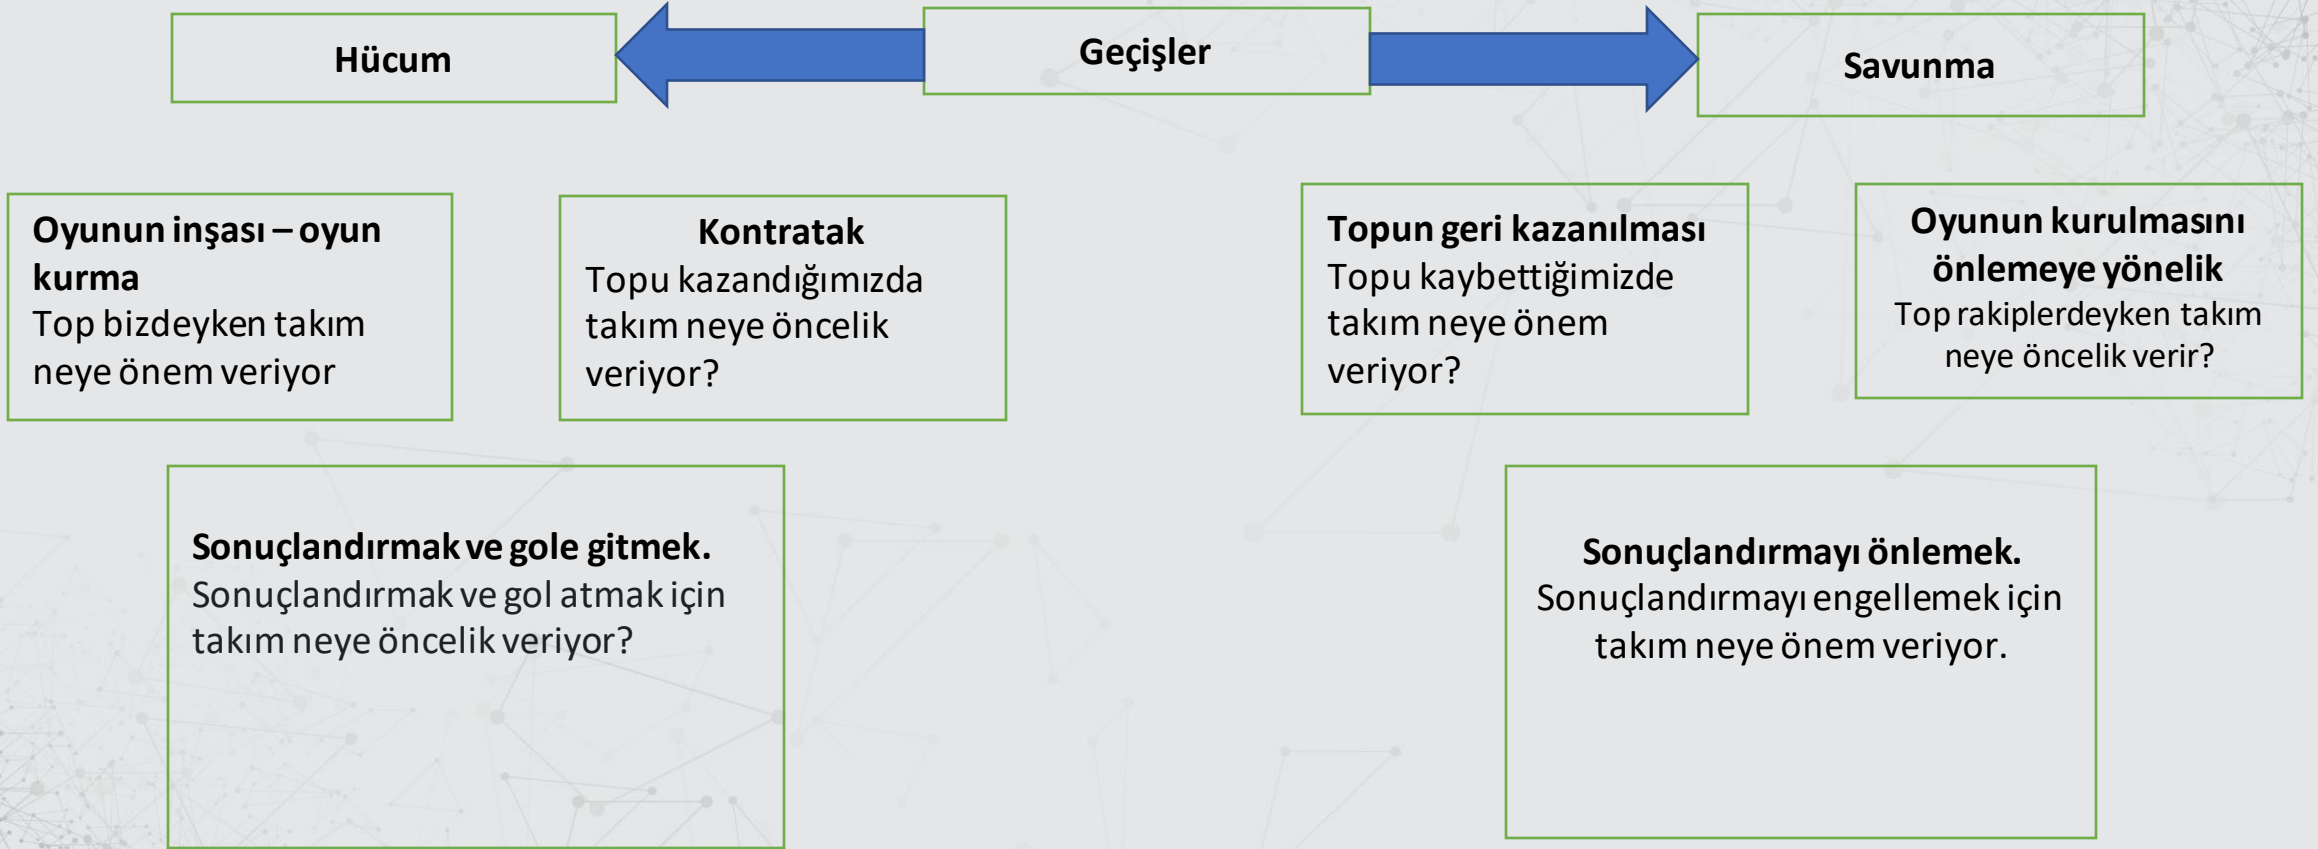 Hücum
Geçişler
Savunma
Oyunun inşası – oyun
kurma
Top bizdeyken takım
neye önem veriyor
Kontratak
Topu kazandığımızda
takım neye öncelik
veriyor?
Topun geri kazanılması
Topu kaybettiğimizde
takım neye önem
veriyor?
Oyunun kurulmasını
önlemeye yönelik
Top rakiplerdeyken takım
neye öncelik verir?
Sonuçlandırmak ve gole gitmek.
Sonuçlandırmak ve gol atmak için
takım neye öncelik veriyor?
Sonuçlandırmayı önlemek.
Sonuçlandırmayı engellemek için
takım neye önem veriyor.